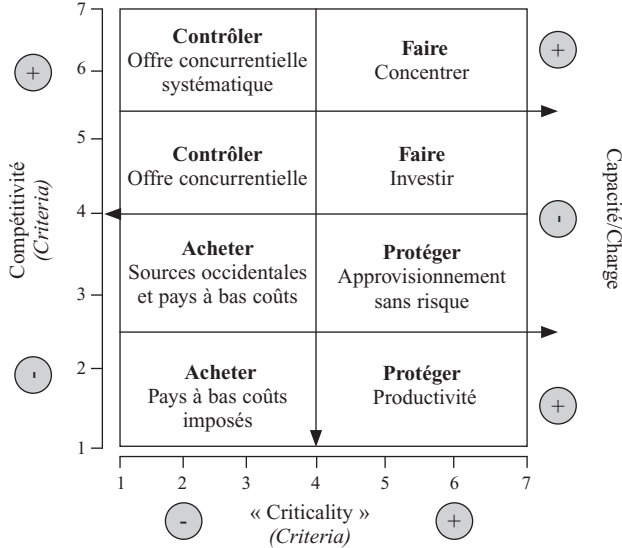 7
6
5
4
3
2
1
Compétitivité
(Criteria)
+
-
Contrôler
Offre concurrentielle
systématique
Faire
Concentrer
Contrôler
Offre concurrentielle
Faire
Investir
Acheter
Sources occidentales
et pays à bas coûts
Protéger
Approvisionnement
sans risque
Acheter
Pays à bas coûts
imposés
Protéger
Productivité
+
-
+
Capacité/Charge
1 2 3 4 5 6 7
- « Criticality » +
(Criteria)